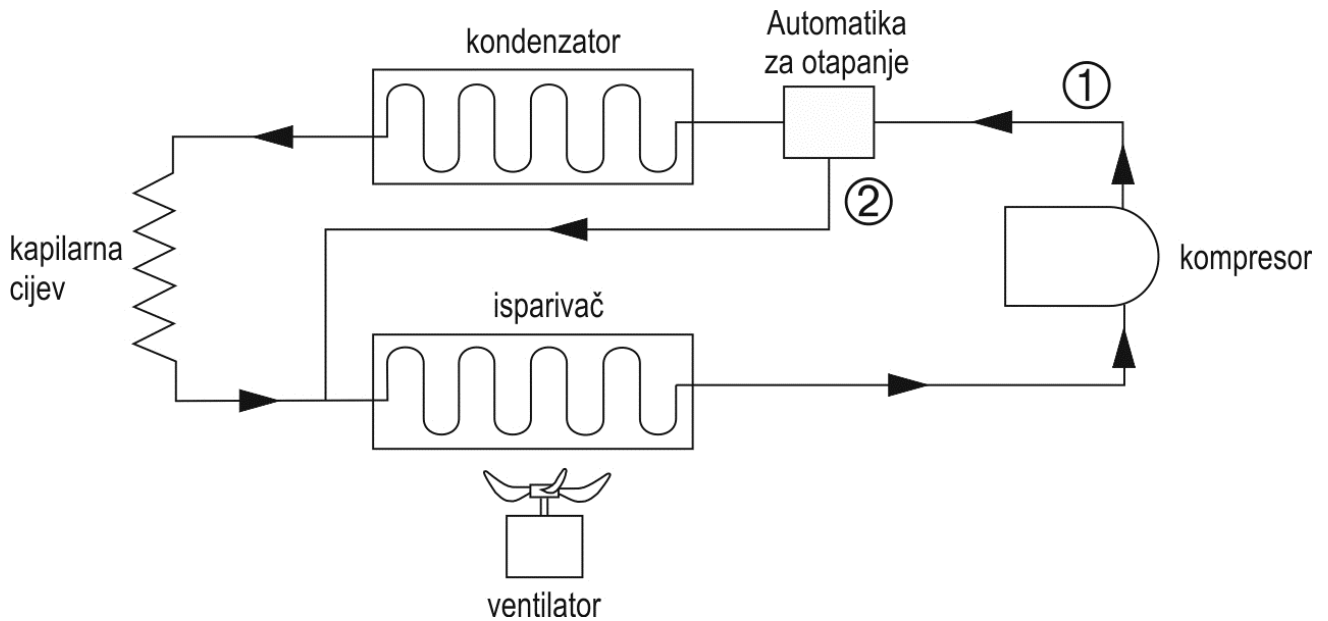 Automatika
za otapanje
kondenzator
1
2
kapilarna
cijev
kompresor
isparivač
ventilator